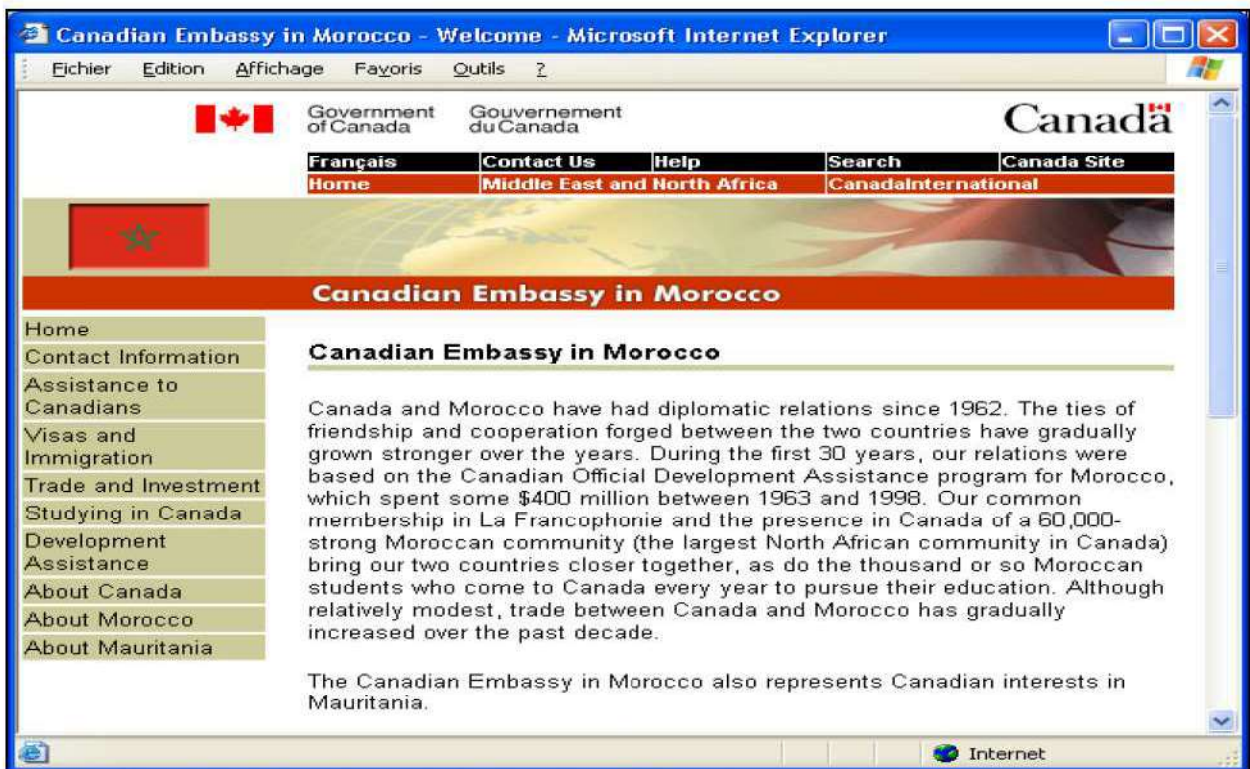 Canadian Embassy in Morocco - Welcome - Microsoft Internet Explorer
Fichier Edition Affichage Favoris Outils ?
Government of Canada
Gouvernement du Canada
Canada
Français Contact Us Help Search Canada Site
Home Middle East and North Africa CanadaInternational
Canadian Embassy in Morocco
Home
Contact Information
Assistance to
Canadians
Visas and
Immigration
Trade and Investment
Studying in Canada
Development
Assistance
About Canada
About Morocco
About Mauritania
Canadian Embassy in Morocco
Canada and Morocco have had diplomatic relations since 1962. The ties of
friendship and cooperation forged between the two countries have gradually
grown stronger over the years. During the first 30 years, our relations were
based on the Canadian Official Development Assistance program for Morocco,
which spent some $400 million between 1963 and 1998. Our common
membership in La Francophonie and the presence in Canada of a 60,000-
strong Moroccan community (the largest North African community in Canada)
bring our two countries closer together, as do the thousand or so Moroccan
students who come to Canada every year to pursue their education. Although
relatively modest, trade between Canada and Morocco has gradually
increased over the past decade.
The Canadian Embassy in Morocco also represents Canadian interests in
Mauritania.
Internet